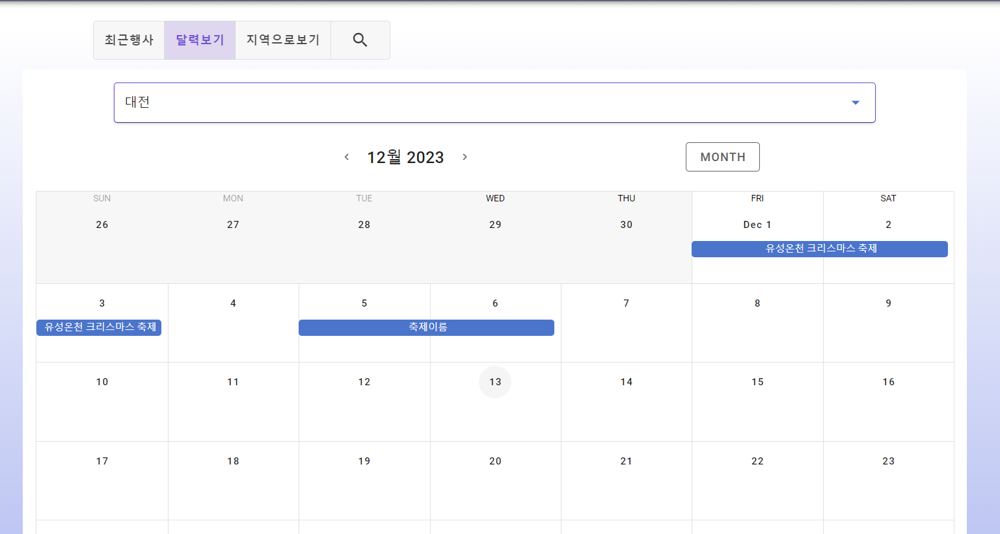 최근행사 달력보기 지역으로보기
대전
12월 2023 MONTH
SUN MON TUE WED THU FRI SAT
26 27 28 29 30 Dec 1 2
유성온천 크리스마스 축제
3 4 5 6 7 8 9
유성온천 크리스마스 축제 축제이름
10 11 12 13 14 15 16
17 18 19 20 21 22 23